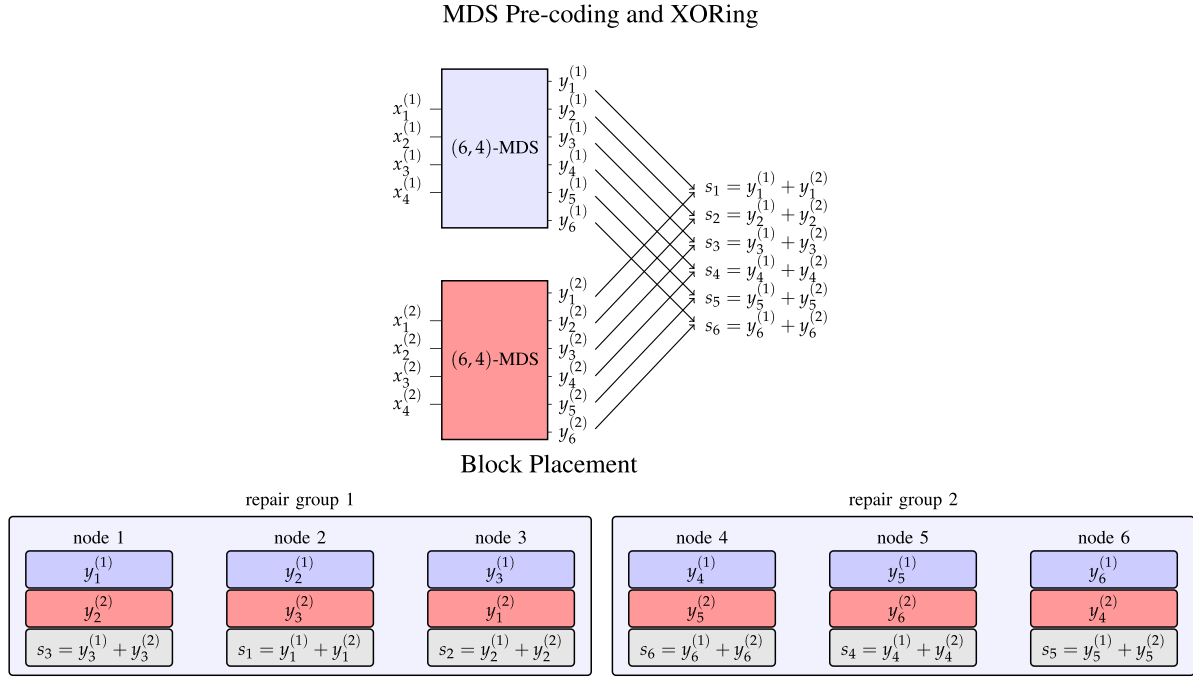 MDS Pre-coding and XORing
x_1^{(1)}
x_2^{(1)}
x_3^{(1)}
x_4^{(1)}
(6, 4)-MDS
y_1^{(1)}
y_2^{(1)}
y_3^{(1)}
y_4^{(1)}
y_5^{(1)}
y_6^{(1)}
x_1^{(2)}
x_2^{(2)}
x_3^{(2)}
x_4^{(2)}
(6, 4)-MDS
y_1^{(2)}
y_2^{(2)}
y_3^{(2)}
y_4^{(2)}
y_5^{(2)}
y_6^{(2)}
s_1 = y_1^{(1)} + y_1^{(2)}
s_2 = y_2^{(1)} + y_2^{(2)}
s_3 = y_3^{(1)} + y_3^{(2)}
s_4 = y_4^{(1)} + y_4^{(2)}
s_5 = y_5^{(1)} + y_5^{(2)}
s_6 = y_6^{(1)} + y_6^{(2)}
Block Placement
repair group 1
node 1
y_1^{(1)}
y_2^{(2)}
s_3 = y_3^{(1)} + y_3^{(2)}
node 2
y_2^{(1)}
y_3^{(2)}
s_1 = y_1^{(1)} + y_1^{(2)}
node 3
y_3^{(1)}
y_1^{(2)}
s_2 = y_2^{(1)} + y_2^{(2)}
repair group 2
node 4
y_4^{(1)}
y_5^{(2)}
s_6 = y_6^{(1)} + y_6^{(2)}
node 5
y_5^{(1)}
y_6^{(2)}
s_4 = y_4^{(1)} + y_4^{(2)}
node 6
y_6^{(1)}
y_4^{(2)}
s_5 = y_5^{(1)} + y_5^{(2)}